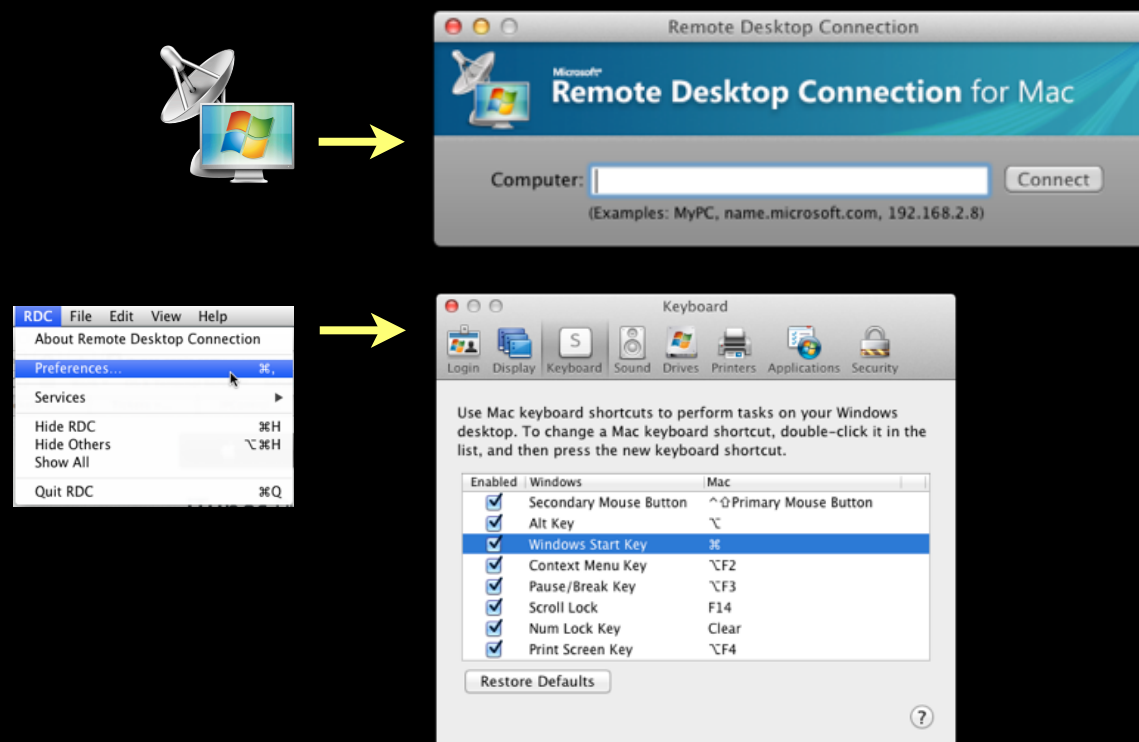 Remote Desktop Connection
Microsoft®
Remote Desktop Connection for Mac
Computer:
Connect
(Examples: MyPC, name.microsoft.com, 192.168.2.8)
RDC File Edit View Help
About Remote Desktop Connection
Preferences... ⌘,
Services ▶
Hide RDC ⌘H
Hide Others ⌥⌘H
Show All
Quit RDC ⌘Q
Keyboard
S
Login Display Keyboard Sound Drives Printers Applications Security
Use Mac keyboard shortcuts to perform tasks on your Windows
desktop. To change a Mac keyboard shortcut, double-click it in the
list, and then press the new keyboard shortcut.
Enabled Windows Mac
Secondary Mouse Button ^⇧Primary Mouse Button
Alt Key ⌥
Windows Start Key ⌘
Context Menu Key ⌥F2
Pause/Break Key ⌥F3
Scroll Lock F14
Num Lock Key Clear
Print Screen Key ⌥F4
Restore Defaults
?